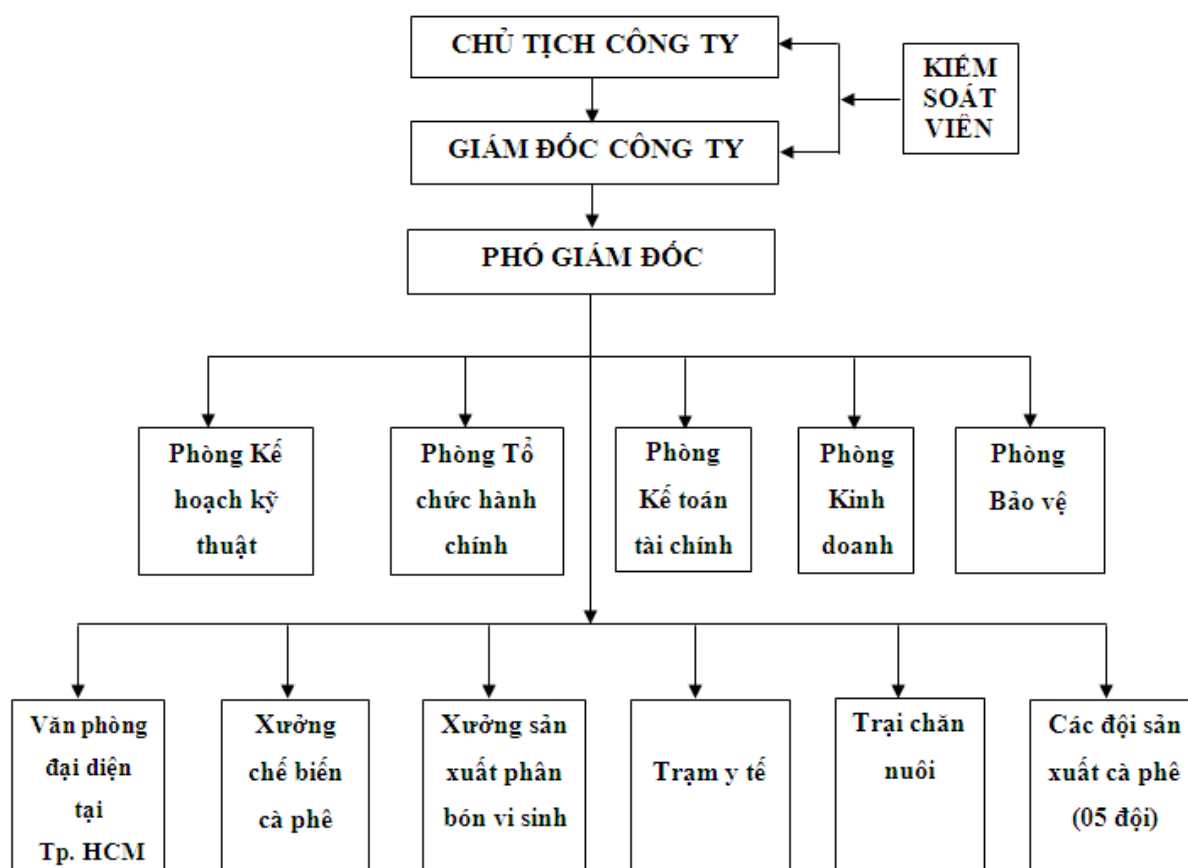 CHỦ TỊCH CÔNG TY
KIỂM
SOÁT
VIÊN
GIÁM ĐỐC CÔNG TY
PHÓ GIÁM ĐỐC
Phòng Kế
hoạch kỹ
thuật
Phòng Tổ
chức hành
chính
Phòng
Kế toán
tài chính
Phòng
Kinh
doanh
Phòng
Bảo vệ
Văn phòng
đại diện
tại
Tp. HCM
Xưởng
chế biến
cà phê
Xưởng sản
xuất phân
bón vi sinh
Trạm y tế
Trại chăn
nuôi
Các đội sản
xuất cà phê
(05 đội)